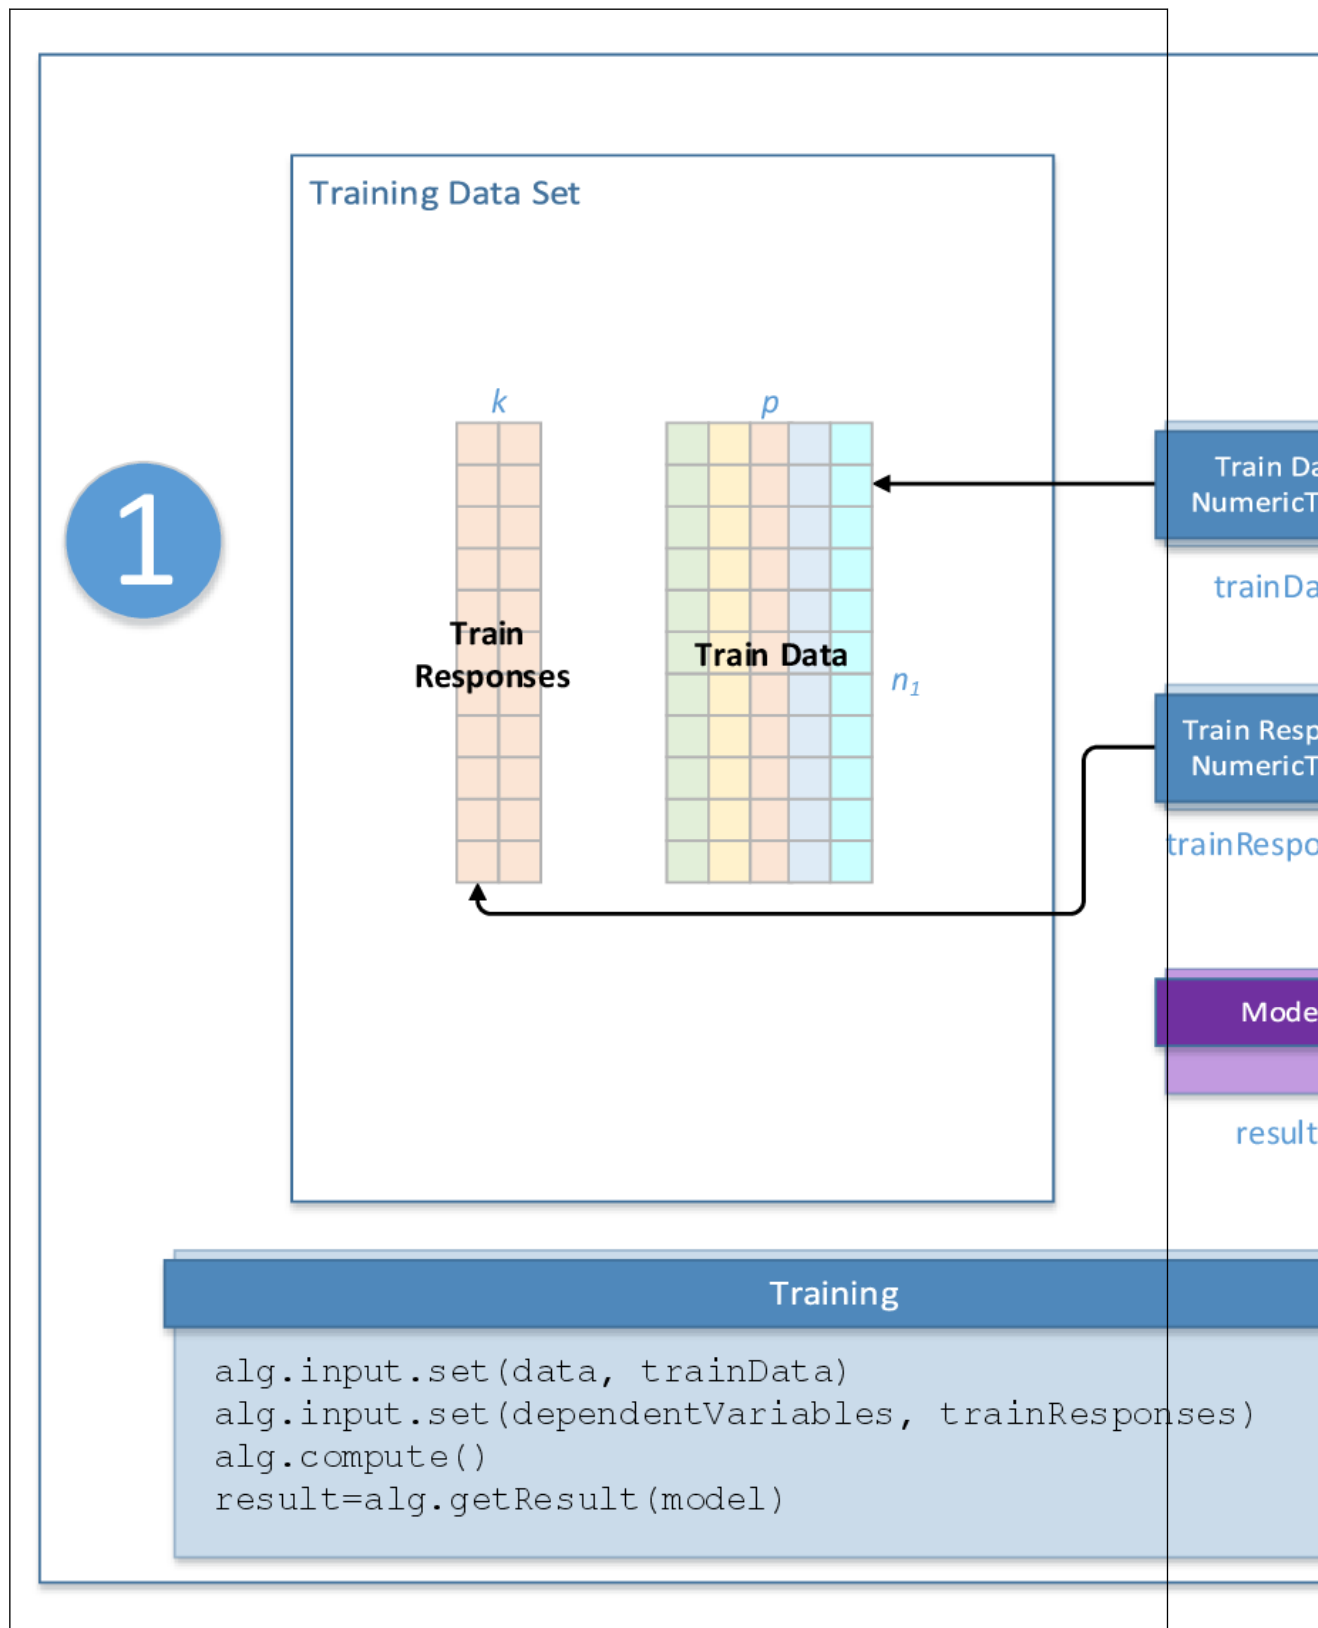 Training Data Set
k
p
1
Train
Responses
Train Data
n1
Train
NumericT
trainDa
Train Resp
NumericT
trainRespo
Mode
result
Training
alg.input.set(data, trainData)
alg.input.set(dependentVariables, trainResponses)
alg.compute()
result=alg.getResult(model)